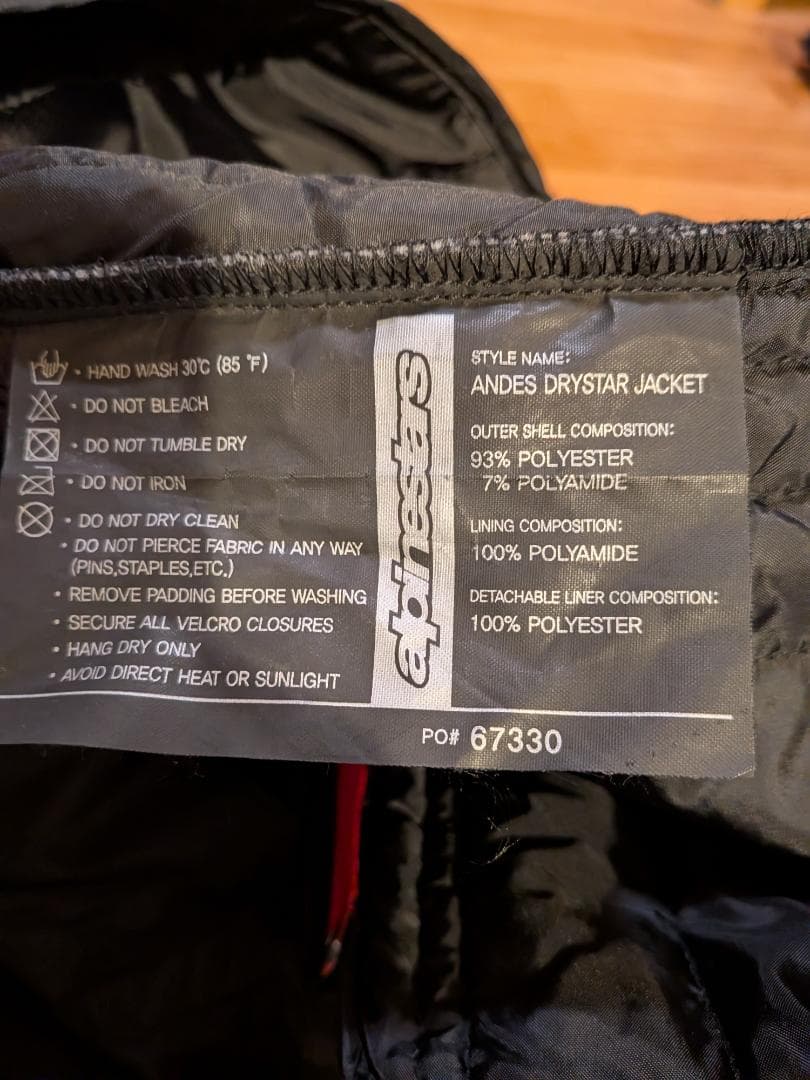 • HAND WASH 30°C (85 °F)
• DO NOT BLEACH
• DO NOT TUMBLE DRY
• DO NOT IRON
• DO NOT DRY CLEAN
• DO NOT PIERCE FABRIC IN ANY WAY
(PINS,STAPLES,ETC.)
• REMOVE PADDING BEFORE WASHING
• SECURE ALL VELCRO CLOSURES
• HANG DRY ONLY
• AVOID DIRECT HEAT OR SUNLIGHT
alpinestars
STYLE NAME:
ANDES DRYSTAR JACKET
OUTER SHELL COMPOSITION:
93% POLYESTER
7% POLYAMIDE
LINING COMPOSITION:
100% POLYAMIDE
DETACHABLE LINER COMPOSITION:
100% POLYESTER
PO# 67330